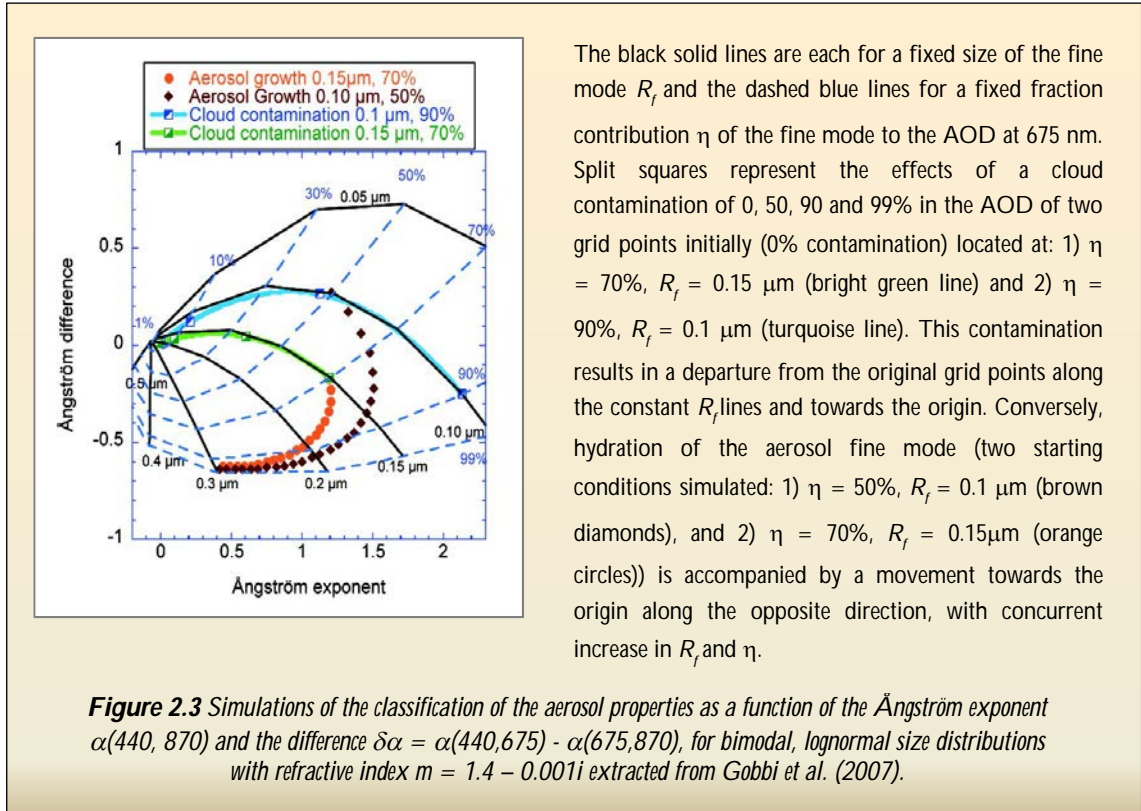 Aerosol growth 0.15µm, 70%
Aerosol Growth 0.10 µm, 50%
Cloud contamination 0.1 µm, 90%
Cloud contamination 0.15 µm, 70%
1
0.5
0
-0.5
-1
Ångström difference
50%
30%
0.05 µm
70%
10%
1%
0.5 µm
90%
0.10 µm
0.4 µm
0.15 µm
99%
0.3 µm
0.2 µm
0
0.5
1
1.5
2
Ångström exponent
The black solid lines are each for a fixed size of the fine
mode Rf and the dashed blue lines for a fixed fraction
contribution η of the fine mode to the AOD at 675 nm.
Split squares represent the effects of a cloud
contamination of 0, 50, 90 and 99% in the AOD of two
grid points initially (0% contamination) located at: 1) η
= 70%, Rf = 0.15 µm (bright green line) and 2) η =
90%, Rf = 0.1 µm (turquoise line). This contamination
results in a departure from the original grid points along
the constant Rf lines and towards the origin. Conversely,
hydration of the aerosol fine mode (two starting
conditions simulated: 1) η = 50%, Rf = 0.1 µm (brown
diamonds), and 2) η = 70%, Rf = 0.15µm (orange
circles)) is accompanied by a movement towards the
origin along the opposite direction, with concurrent
increase in Rf and η.
Figure 2.3 Simulations of the classification of the aerosol properties as a function of the Ångström exponent
α(440, 870) and the difference δα = α(440,675) - α(675,870), for bimodal, lognormal size distributions
with refractive index m = 1.4 – 0.001i extracted from Gobbi et al. (2007).